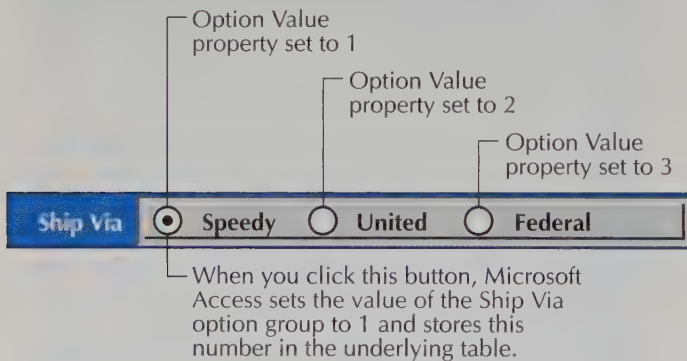 Option Value
property set to 1
Option Value
property set to 2
Option Value
property set to 3
Ship Via
Speedy
United
Federal
When you click this button, Microsoft
Access sets the value of the Ship Via
option group to 1 and stores this
number in the underlying table.